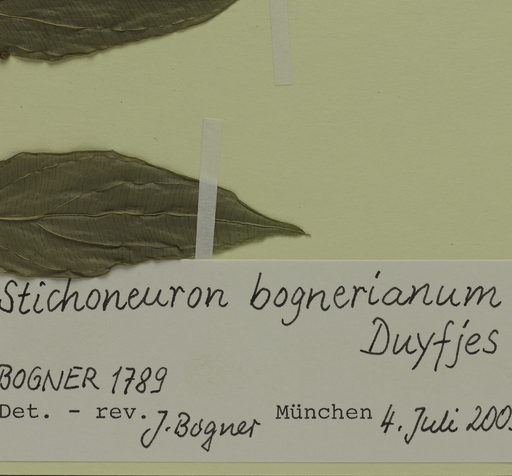 Stichoneuron bognerianum
Duyfjes
BOGNER 1789
Det. - rev. J. Bogner München 4. Juli